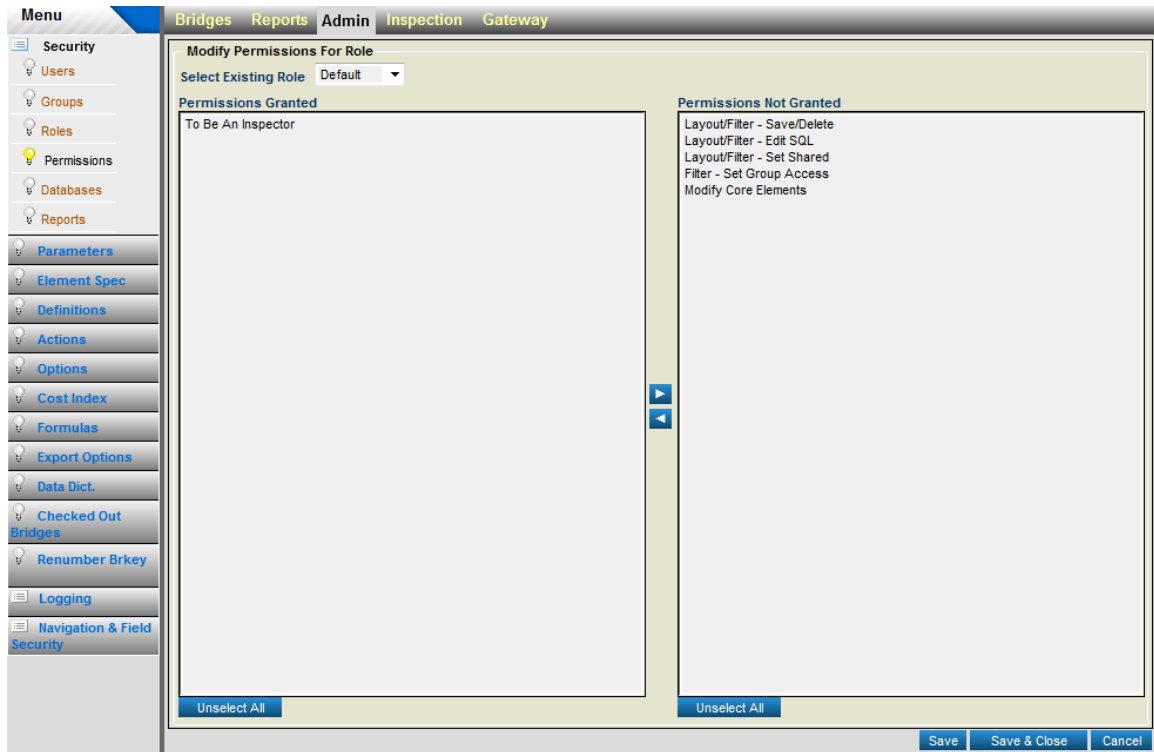 Menu
Bridges Reports Admin Inspection Gateway
Security
Users
Groups
Roles
Permissions
Databases
Reports
Parameters
Element Spec
Definitions
Actions
Options
Cost Index
Formulas
Export Options
Data Dict.
Checked Out
Bridges
Renumber Brkey
Logging
Navigation & Field
Security
Modify Permissions For Role
Select Existing Role Default
Permissions Granted
To Be An Inspector
Unselect All
Permissions Not Granted
Layout/Filter - Save/Delete
Layout/Filter - Edit SQL
Layout/Filter - Set Shared
Filter - Set Group Access
Modify Core Elements
Unselect All
Save Save & Close Cancel